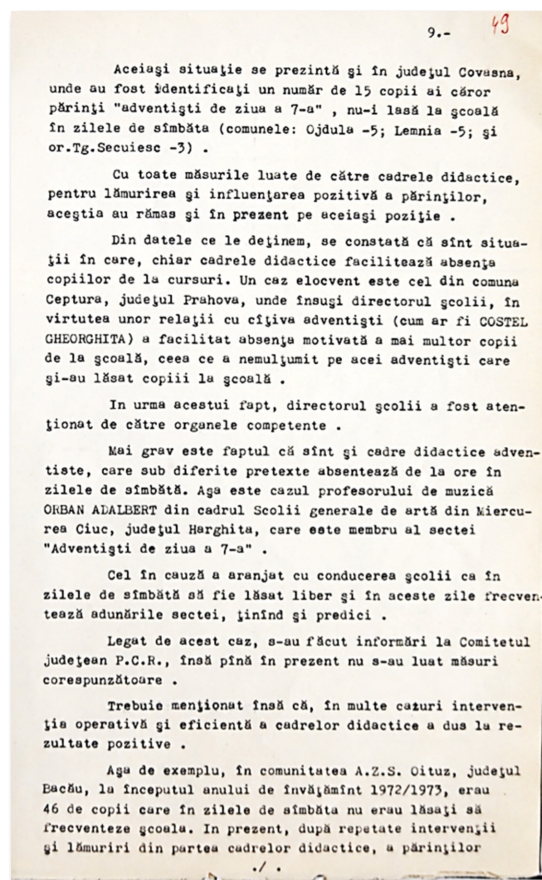 9.- 49
Aceiaşi situaţie se prezintă şi în judeţul Covasna,
unde au fost identificaţi un număr de 15 copii ai căror
părinţi "adventişti de ziua a 7-a" , nu-i lasă la şcoală
în zilele de sîmbăta (comunele: Ojdula -5; Lemnia -5; şi
or.Tg.Secuiesc -3) .
Cu toate măsurile luate de către cadrele didactice,
pentru lămurirea şi influenţarea pozitivă a părinţilor,
aceştia au rămas şi în prezent pe aceiaşi poziţie .
Din datele ce le deţinem, se constată că sînt situa-
ţii în care, chiar cadrele didactice facilitează absenţa
copiilor de la cursuri. Un caz elocvent este cel din comuna
Ceptura, judeţul Prahova, unde însuşi directorul şcolii, în
virtutea unor relaţii cu cîţiva adventişti (cum ar fi COSTEL
GHEORGHITA) a facilitat absenţa motivată a mai multor copii
de la şcoală, ceea ce a nemulţumit pe acei adventişti care
şi-au lăsat copiii la şcoală .
In urma acestui fapt, directorul şcolii a fost aten-
ţionat de către organele competente .
Mai grav este faptul că sînt şi cadre didactice adven-
tiste, care sub diferite pretexte absentează de la ore în
zilele de sîmbătă. Aşa este cazul profesorului de muzică
ORBAN ADALBERT din cadrul Scolii generale de artă din Miercu-
rea Ciuc, judeţul Harghita, care este membru al sectei
"Adventişti de ziua a 7-a" .
Cel în cauză a aranjat cu conducerea şcolii ca în
zilele de sîmbătă să fie lăsat liber şi în aceste zile frecven-
tează adunările sectei, ţinînd şi predici .
Legat de acest caz, s-au făcut informări la Comitetul
judeţean P.C.R., însă pînă în prezent nu s-au luat măsuri
corespunzătoare .
Trebuie menţionat însă că, în multe cazuri interven-
ţia operativă şi eficientă a cadrelor didactice a dus la re-
zultate pozitive .
Aşa de exemplu, în comunitatea A.Z.S. Oituz, judeţul
Bacău, la începutul anului de învăţămînt 1972/1973, erau
46 de copii care în zilele de sîmbăta nu erau lăsaţi să
frecventeze şcoala. In prezent, după repetate intervenţii
şi lămuriri din partea cadrelor didactice, a părinţilor
./.